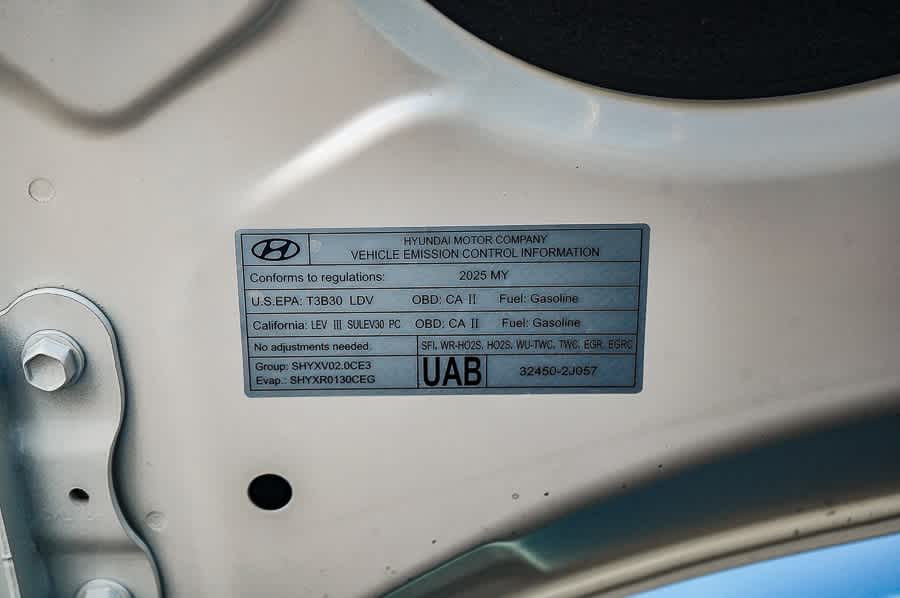 HYUNDAI MOTOR COMPANY
VEHICLE EMISSION CONTROL INFORMATION
Conforms to regulations: 2025 MY
U.S.EPA: T3B30 LDV OBD: CA II Fuel: Gasoline
California: LEV III SULEV30 PC OBD: CA II Fuel: Gasoline
No adjustments needed. SFI, WR-HO2S, HO2S, WU-TWC, TWC, EGR, EGRC
Group: SHYXV02.0CE3
Evap.: SHYXR0130CEG
UAB
32450-2J057